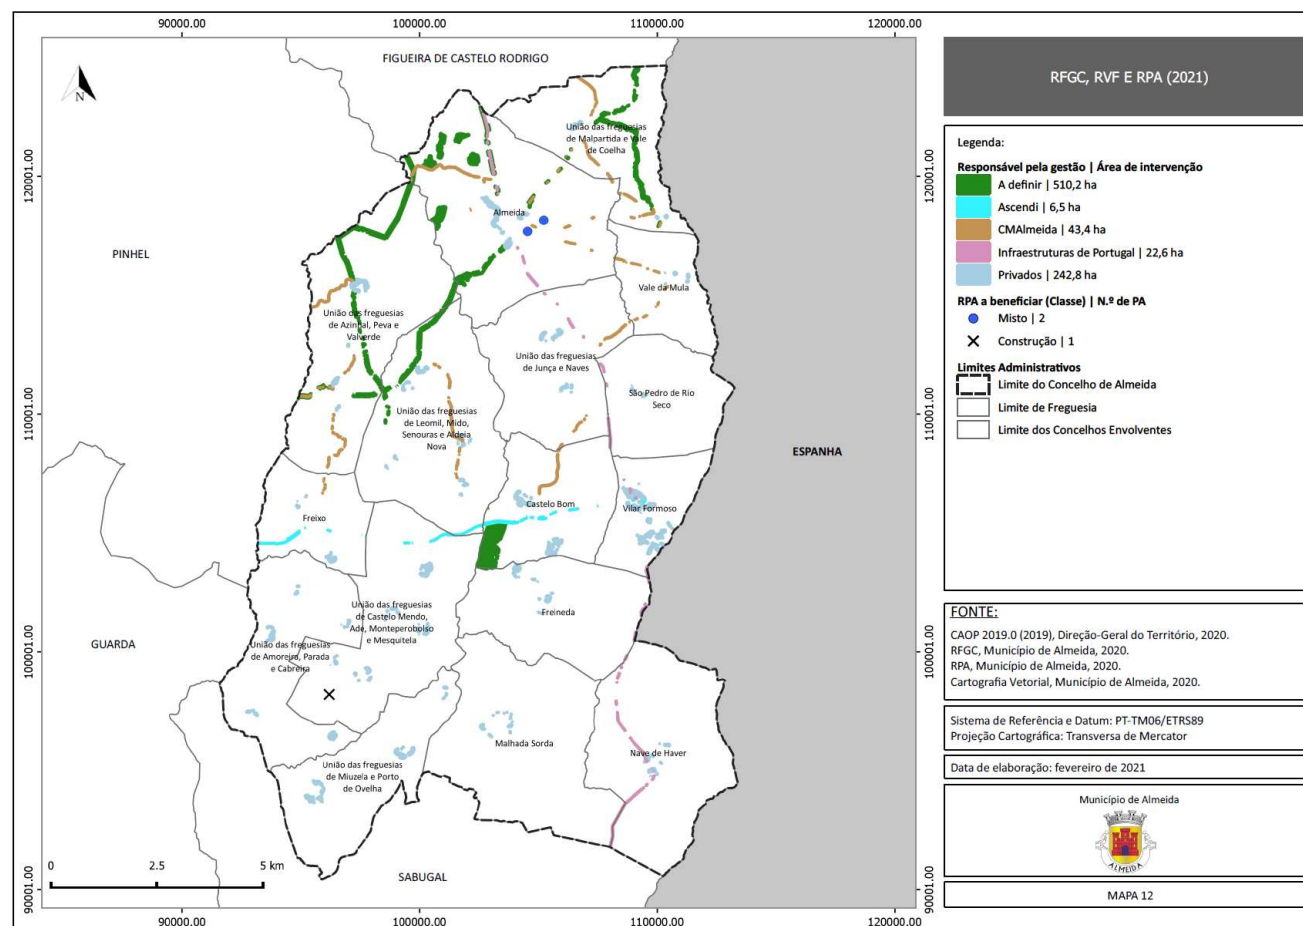 90000.00
100000.00
110000.00
120000.00
FIGUEIRA DE CASTELO RODRIGO
N
120001.00
120001.00
União das freguesias
de Malpartida e Vale
de Coelha
Almeida
PINHEL
Vale da Mula
União das freguesias
de Azinhal, Peva e
Valverde
União das freguesias
de Junça e Naves
São Pedro de Rio
Seco
110001.00
110001.00
União das freguesias
de Leomil, Mido,
Senouras e Aldeia
Nova
ESPANHA
Castelo Bom
Vilar Formoso
Freixo
União das freguesias
de Castelo Mendo,
Ade, Monteperobolso
e Mesquitela
Freineda
GUARDA
União das freguesias
de Amoreira, Parada
e Cabreira
100001.00
100001.00
Malhada Sorda
Nave de Haver
União das freguesias
de Miuzela e Porto
de Ovelha
0
2.5
5 km
SABUGAL
90001.00
90001.00
90000.00
100000.00
110000.00
120000.00
RFGC, RVF E RPA (2021)
Legenda:
Responsável pela gestão | Área de intervenção
A definir | 510,2 ha
Ascendi | 6,5 ha
CMAlmeida | 43,4 ha
Infraestruturas de Portugal | 22,6 ha
Privados | 242,8 ha
RPA a beneficiar (Classe) | N.º de PA
Misto | 2
Construção | 1
Limites Administrativos
Limite do Concelho de Almeida
Limite de Freguesia
Limite dos Concelhos Envolventes
FONTE:
CAOP 2019.0 (2019), Direção-Geral do Território, 2020.
RFGC, Município de Almeida, 2020.
RPA, Município de Almeida, 2020.
Cartografia Vetorial, Município de Almeida, 2020.
Sistema de Referência e Datum: PT-TM06/ETRS89
Projeção Cartográfica: Transversa de Mercator
Data de elaboração: fevereiro de 2021
Município de Almeida
ALMEIDA
MAPA 12